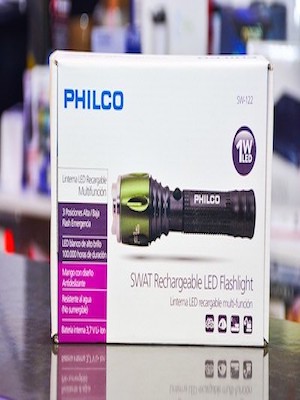 PHILCO
SW-122
1W
LED
Linterna LED Recargable
Multifunción
3 Posiciones Alta/Baja
Flash Emergencia
LED blanco de alto brillo
100.000 horas de duración
Mango con diseño
Antideslizante
Resistente al agua
(No sumergible)
Batería interna 3,7 V Li-Ion
PHILCO
SWAT Rechargeable LED Flashlight
Linterna LED recargable multi-función